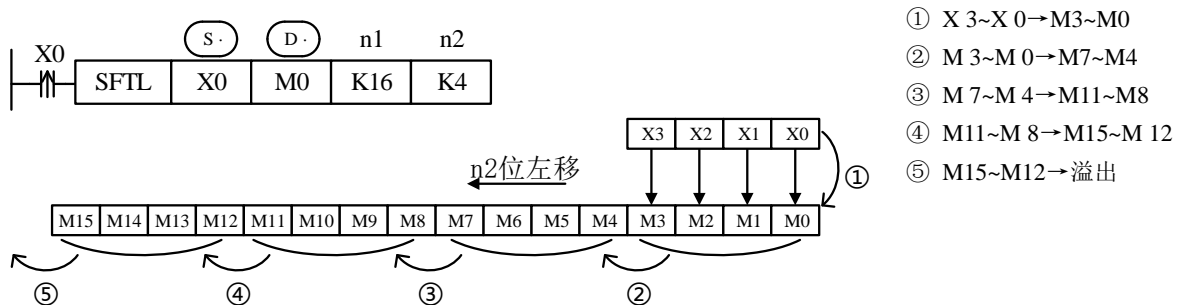 S · D · n1 n2
X0
SFTL X0 M0 K16 K4
① X 3~X 0→M3~M0
② M 3~M 0→M7~M4
③ M 7~M 4→M11~M8
④ M11~M 8→M15~M 12
⑤ M15~M12→溢出
X3 X2 X1 X0
n2位左移
①
M15 M14 M13 M12 M11 M10 M9 M8 M7 M6 M5 M4 M3 M2 M1 M0
⑤ ④ ③ ②